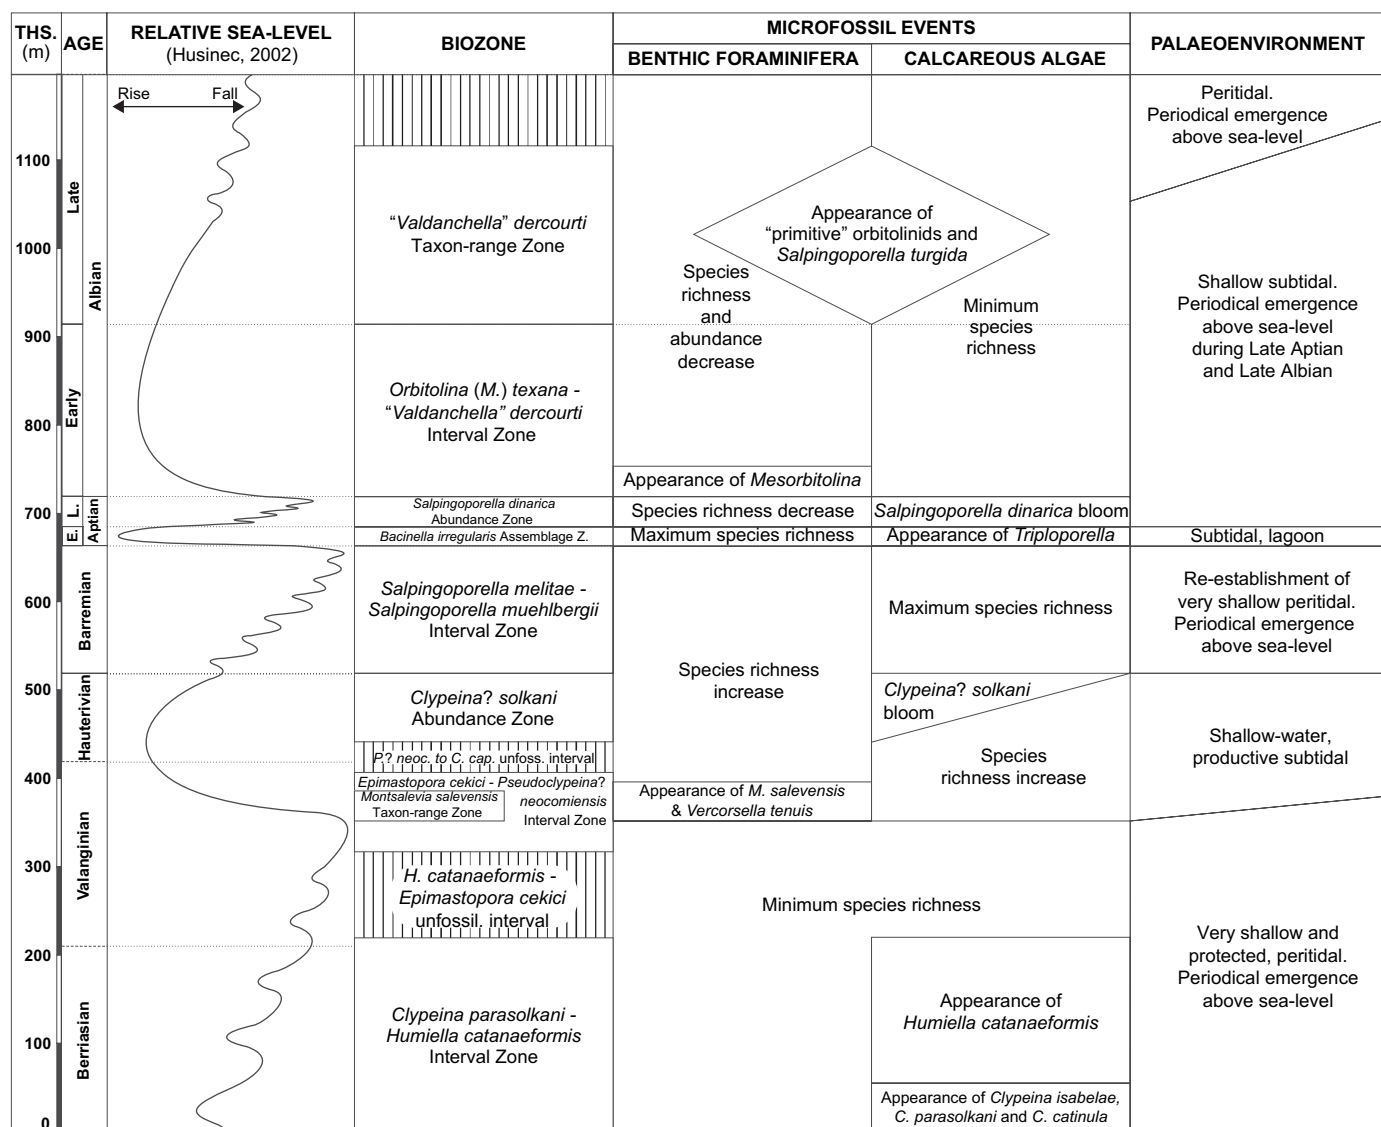 THS.
(m)
AGE
RELATIVE SEA-LEVEL
(Husinec, 2002)
BIOZONE
MICROFOSSIL EVENTS
BENTHIC FORAMINIFERA
CALCAREOUS ALGAE
PALAEOENVIRONMENT
Rise
Fall
1100
1000
900
800
700
600
500
400
300
200
100
0
Late
Early
Albian
L.
E.
Aptian
Barremian
Hauterivian
Valanginian
Berriasian
“Valdanchella” dercourti
Taxon-range Zone
Orbitolina (M.) texana -
“Valdanchella” dercourti
Interval Zone
Salpingoporella dinarica
Abundance Zone
Bacinella irregularis Assemblage Z.
Salpingoporella melitae -
Salpingoporella muehlbergii
Interval Zone
Clypeina? solkani
Abundance Zone
P.? neoc. to C. cap. unfoss. interval
Epimastopora cekici - Pseudoclypeina?
neocomiensis
Interval Zone
Montsalevia salevensis
Taxon-range Zone
H. catanaeformis -
Epimastopora cekici
unfossil. interval
Clypeina parasolkani -
Humiella catanaeformis
Interval Zone
Appearance of
“primitive” orbitolinids and
Salpingoporella turgida
Species
richness
and
abundance
decrease
Minimum
species
richness
Appearance of Mesorbitolina
Species richness decrease
Salpingoporella dinarica bloom
Maximum species richness
Appearance of Triploporella
Species richness
increase
Maximum species richness
Clypeina? solkani
bloom
Species
richness increase
Appearance of M. salevensis
& Vercorsella tenuis
Minimum species richness
Appearance of
Humiella catanaeformis
Appearance of Clypeina isabelae,
C. parasolkani and C. catinula
Peritidal.
Periodical emergence
above sea-level
Shallow subtidal.
Periodical emergence
above sea-level
during Late Aptian
and Late Albian
Subtidal, lagoon
Re-establishment of
very shallow peritidal.
Periodical emergence
above sea-level
Shallow-water,
productive subtidal
Very shallow and
protected, peritidal.
Periodical emergence
above sea-level